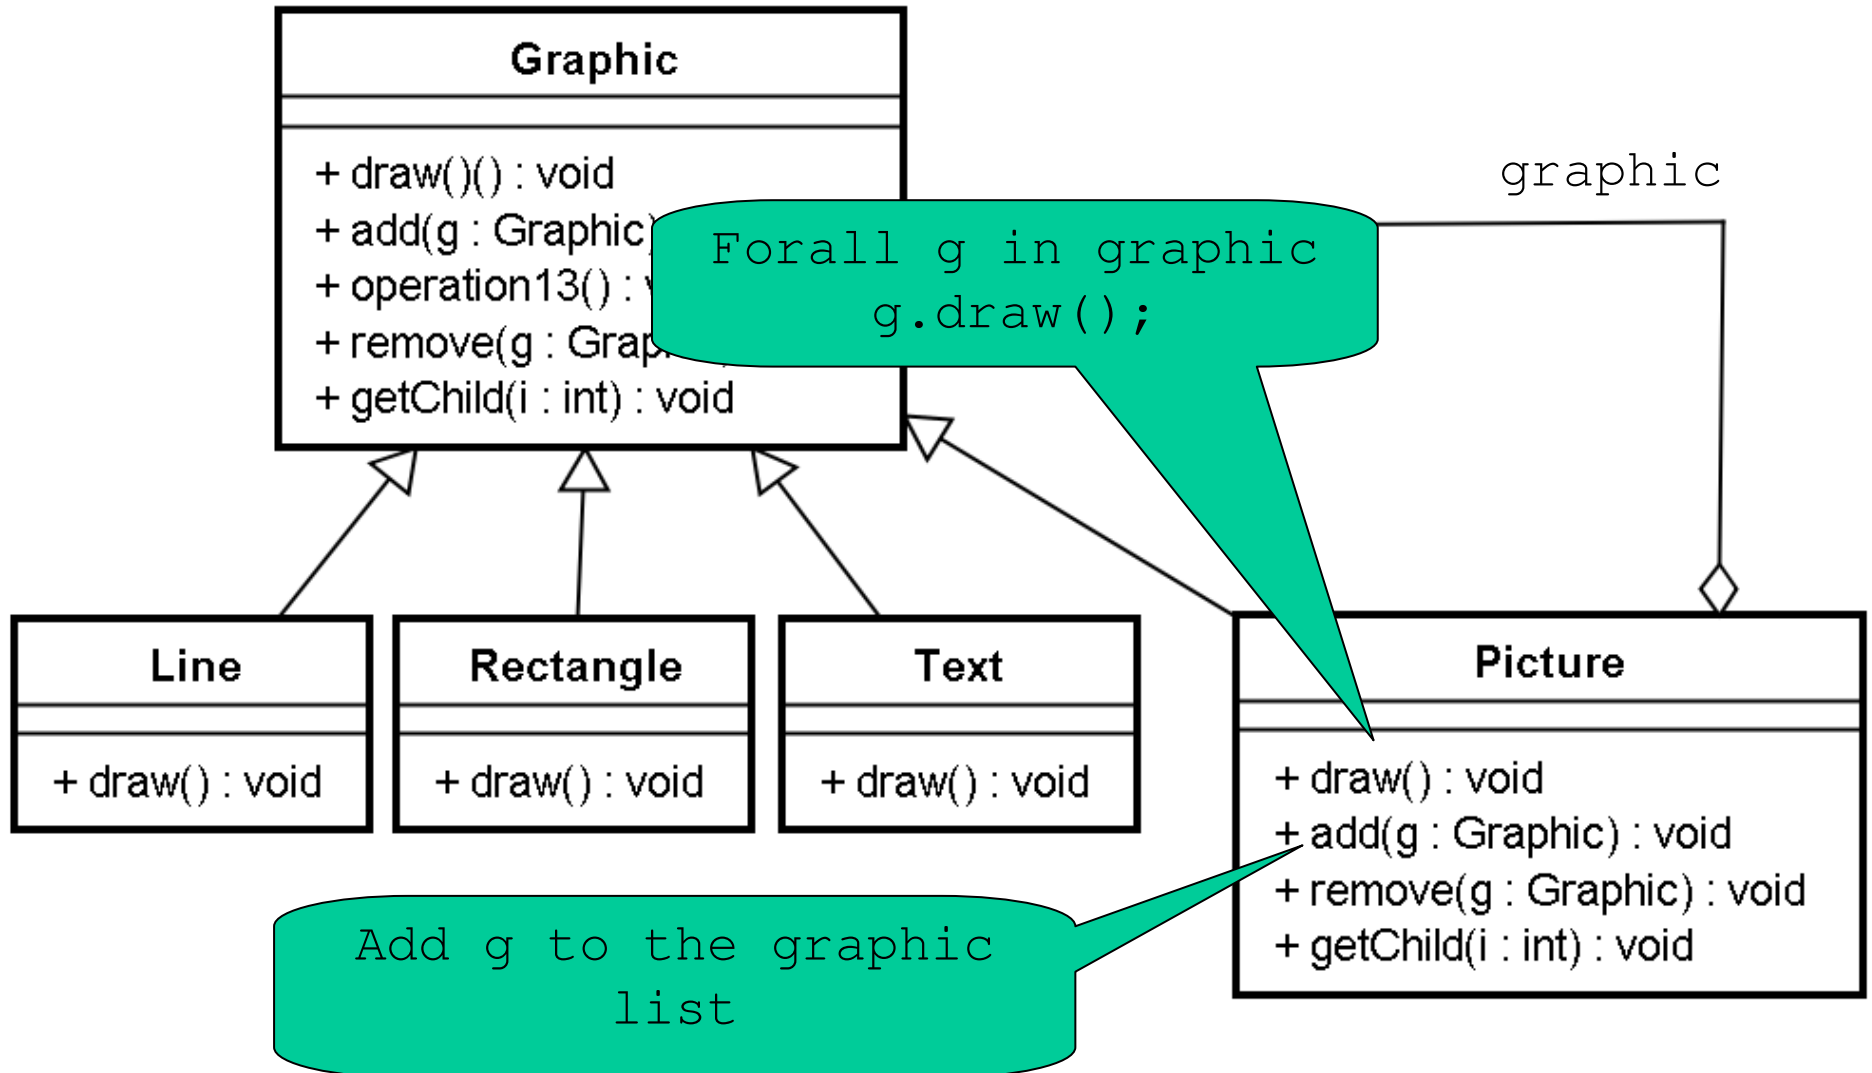 Graphic
+ draw()() : void
+ add(g : Graphic)
+ operation13() :
+ remove(g :
+ getChild(i : int) : void
graphic
Forall g in graphic
g.draw();
Line
+ draw() : void
Rectangle
+ draw() : void
Text
+ draw() : void
Picture
+ draw() : void
+ add(g : Graphic) : void
+ remove(g : Graphic) : void
+ getChild(i : int) : void
Add g to the graphic
list